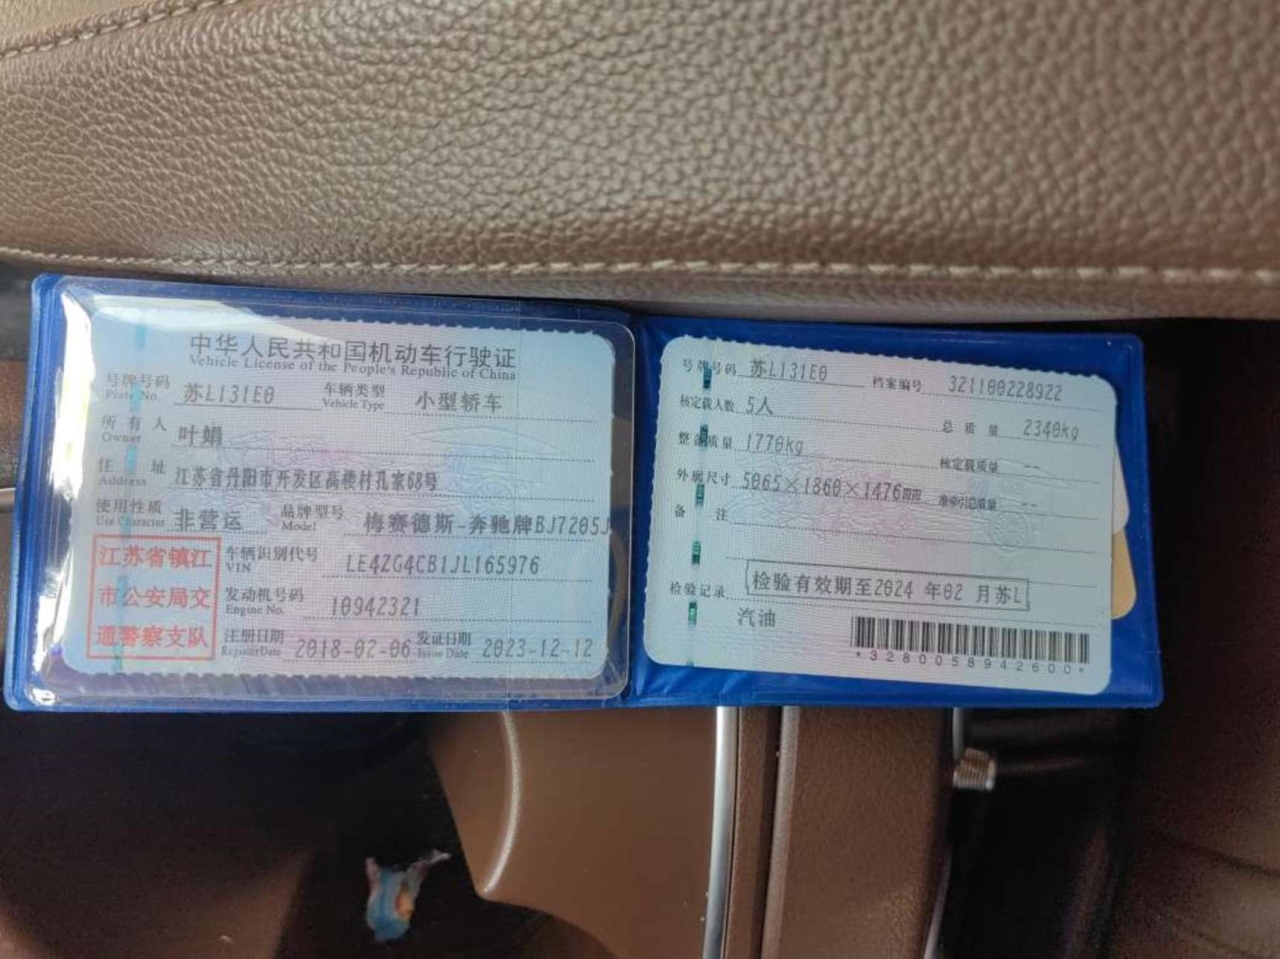 中华人民共和国机动车行驶证
Vehicle License of the People's Republic of China
号牌号码 苏L131E0 车辆类型 小型轿车
Plate No. Vehicle Type
所有人 叶娟
Owner
住址 江苏省丹阳市开发区高楼村孔家68号
Address
使用性质 非营运 品牌型号 梅赛德斯-奔驰牌BJ7205J
Use Character Model
江苏省镇江
市公安局交
通警察支队
车辆识别代号 LE4ZG4CB1JL165976
VIN
发动机号码 10942321
Engine No.
注册日期 2018-02-06 发证日期 2023-12-12
Register Date Issue Date
号牌号码 苏L131E0 档案编号 321100228922
核定载人数 5人 总质量 2340kg
整备质量 1770kg 核定载质量 --
外廓尺寸 5065×1860×1476mm 准牵引总质量 --
备注
检验记录 检验有效期至2024年02月苏L
汽油
*3280058942600*